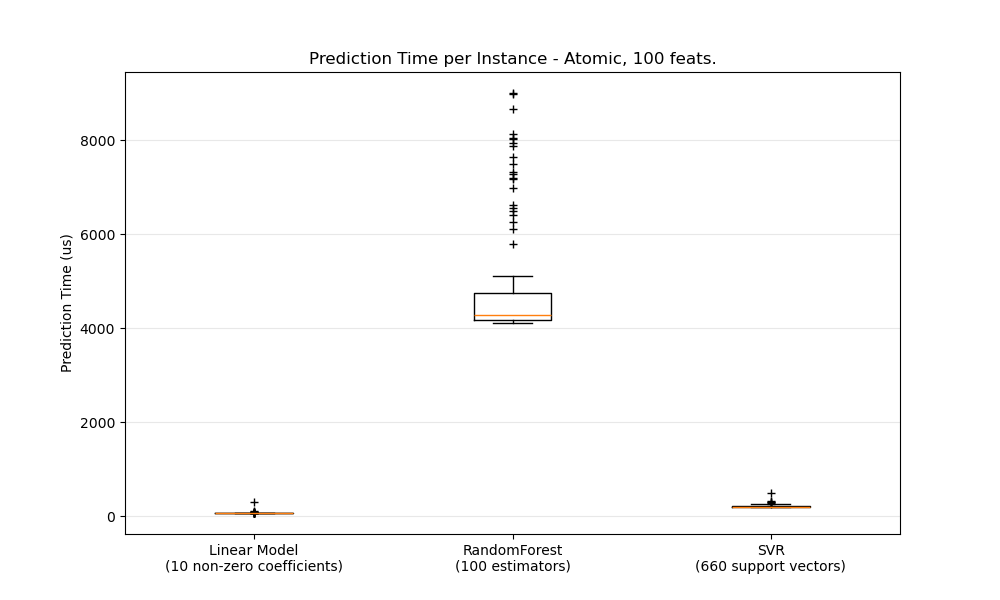 Prediction Time per Instance - Atomic, 100 feats.
Prediction Time (us)
8000
6000
4000
2000
0
Linear Model
(10 non-zero coefficients)
RandomForest
(100 estimators)
SVR
(660 support vectors)